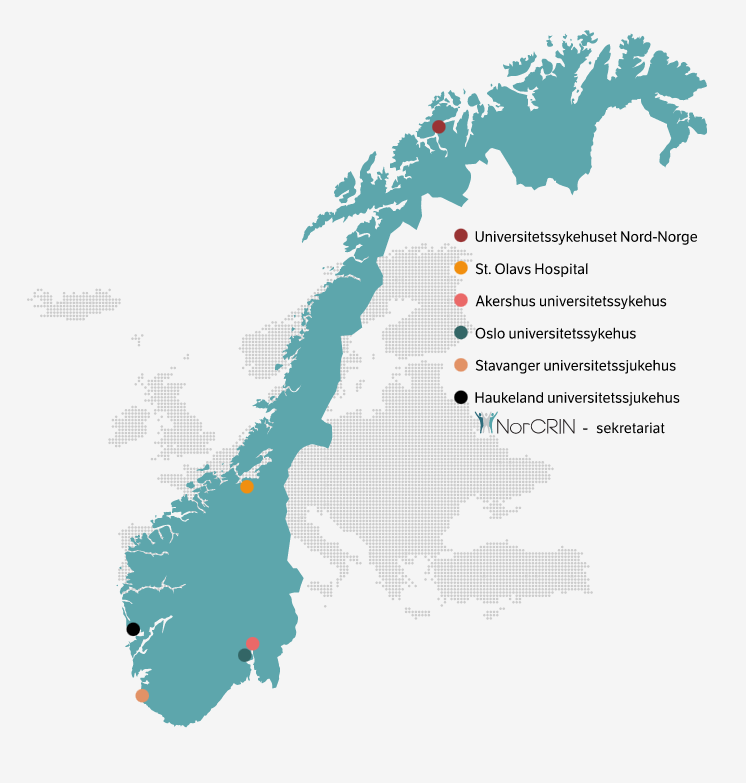 Universitetssykehuset Nord-Norge
St. Olavs Hospital
Akershus universitetssykehus
Oslo universitetssykehus
Stavanger universitetssjukehus
Haukeland universitetssjukehus
NorCRIN - sekretariat